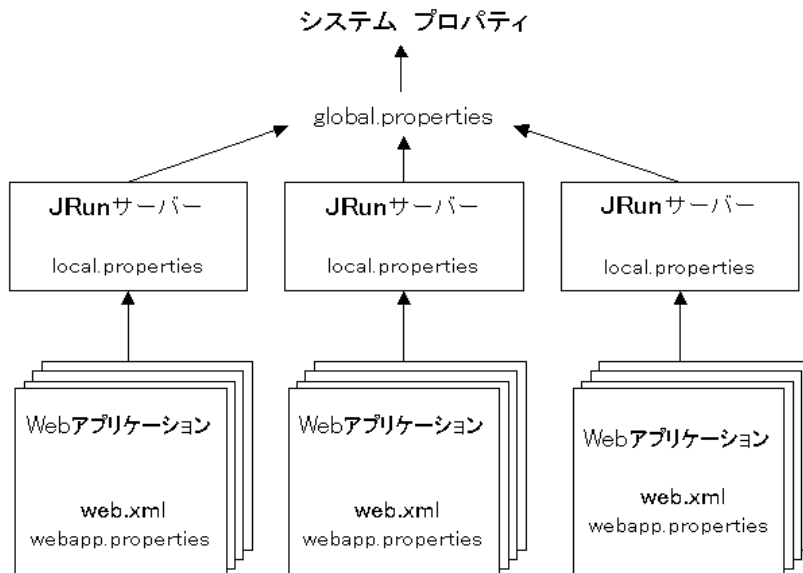 システム プロパティ
global.properties
JRunサーバー
local.properties
JRunサーバー
local.properties
JRunサーバー
local.properties
Webアプリケーション
web.xml
webapp.properties
Webアプリケーション
web.xml
webapp.properties
Webアプリケーション
web.xml
webapp.properties